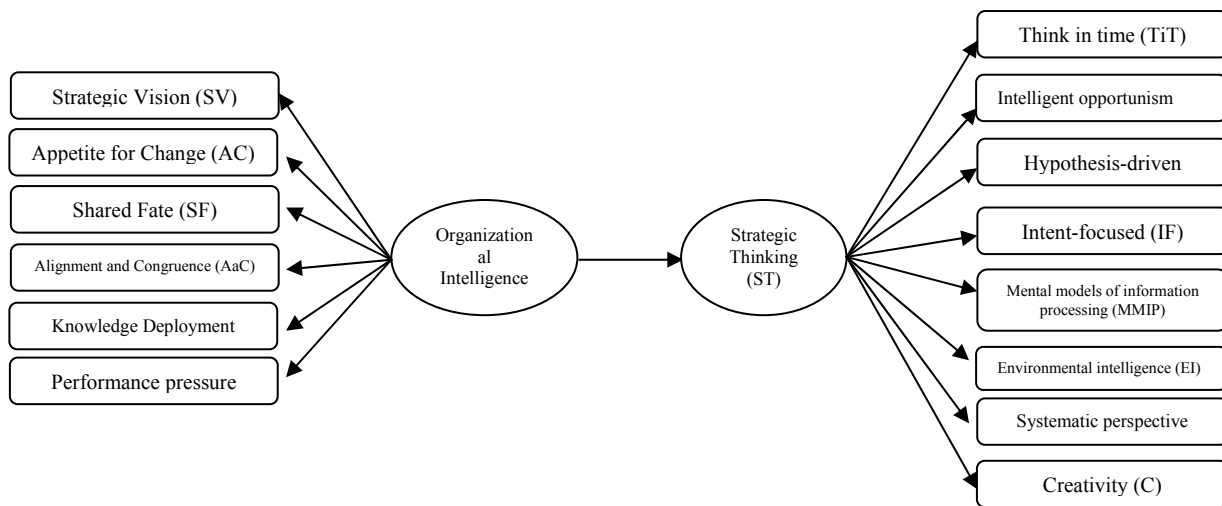 Strategic Vision (SV)
Appetite for Change (AC)
Shared Fate (SF)
Alignment and Congruence (AaC)
Knowledge Deployment
Performance pressure
Organization
al
Intelligence
Strategic
Thinking
(ST)
Think in time (TiT)
Intelligent opportunism
Hypothesis-driven
Intent-focused (IF)
Mental models of information
processing (MMIP)
Environmental intelligence (EI)
Systematic perspective
Creativity (C)